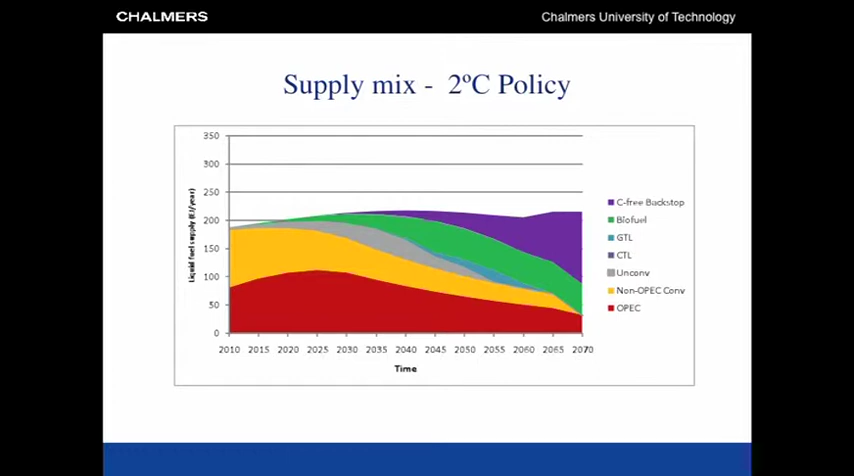 CHALMERS
Chalmers University of Technology
Supply mix - 2ºC Policy
Liquid fuel supply (EJ/year)
350
300
250
200
150
100
50
0
2010 2015 2020 2025 2030 2035 2040 2045 2050 2055 2060 2065 2070
Time
C-free Backstop
Biofuel
GTL
CTL
Unconv
Non-OPEC Conv
OPEC